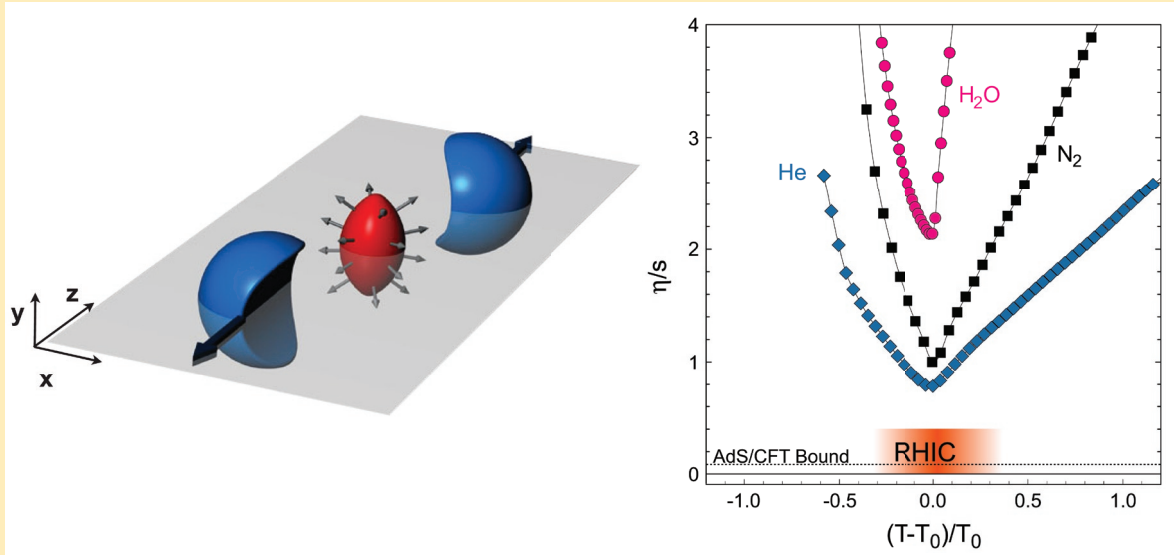 y
z
x
4
3
2
1
0
η/s
H₂O
N₂
He
RHIC
AdS/CFT Bound
-1.0 -0.5 0.0 0.5 1.0
(T-T₀)/T₀